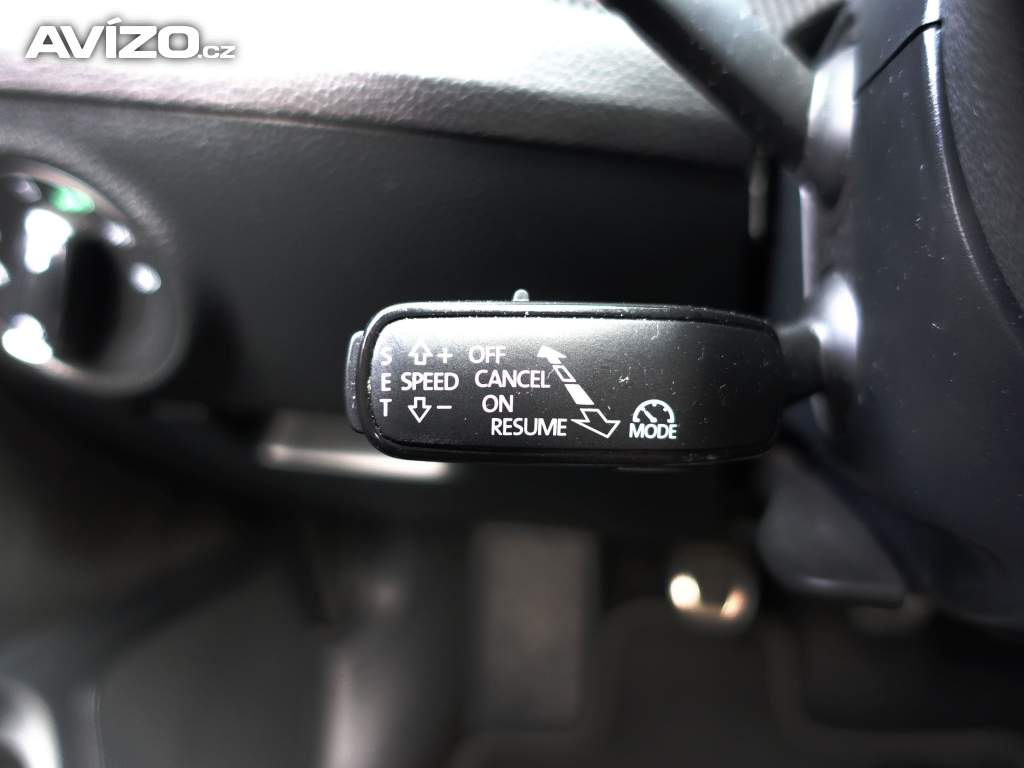 AVÍZO.CZ
S + OFF
E SPEED CANCEL
T − ON
RESUME
MODE